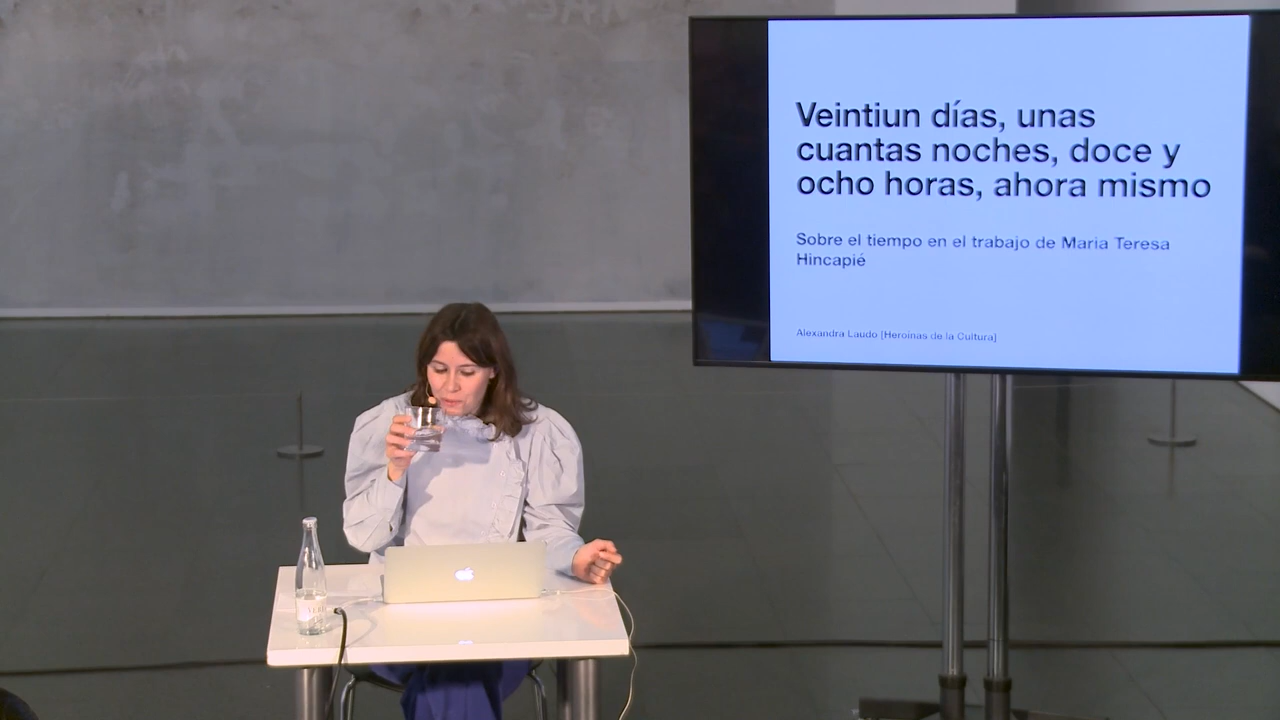 Veintiun días, unas
cuantas noches, doce y
ocho horas, ahora mismo
Sobre el tiempo en el trabajo de Maria Teresa
Hincapié
Alexandra Laudo [Heroínas de la Cultura]